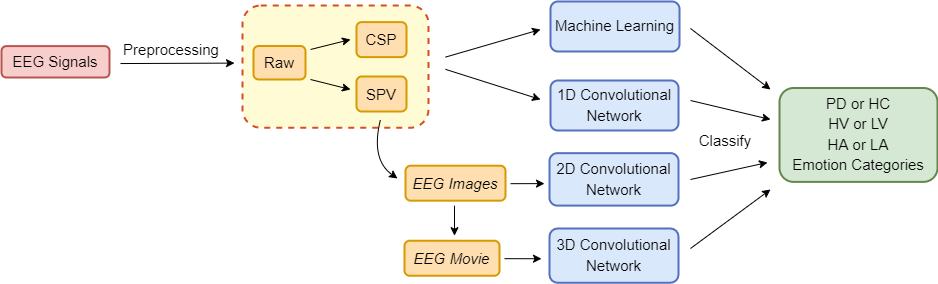 EEG Signals
Preprocessing
Raw
CSP
SPV
EEG Images
EEG Movie
Machine Learning
1D Convolutional
Network
2D Convolutional
Network
3D Convolutional
Network
Classify
PD or HC
HV or LV
HA or LA
Emotion Categories